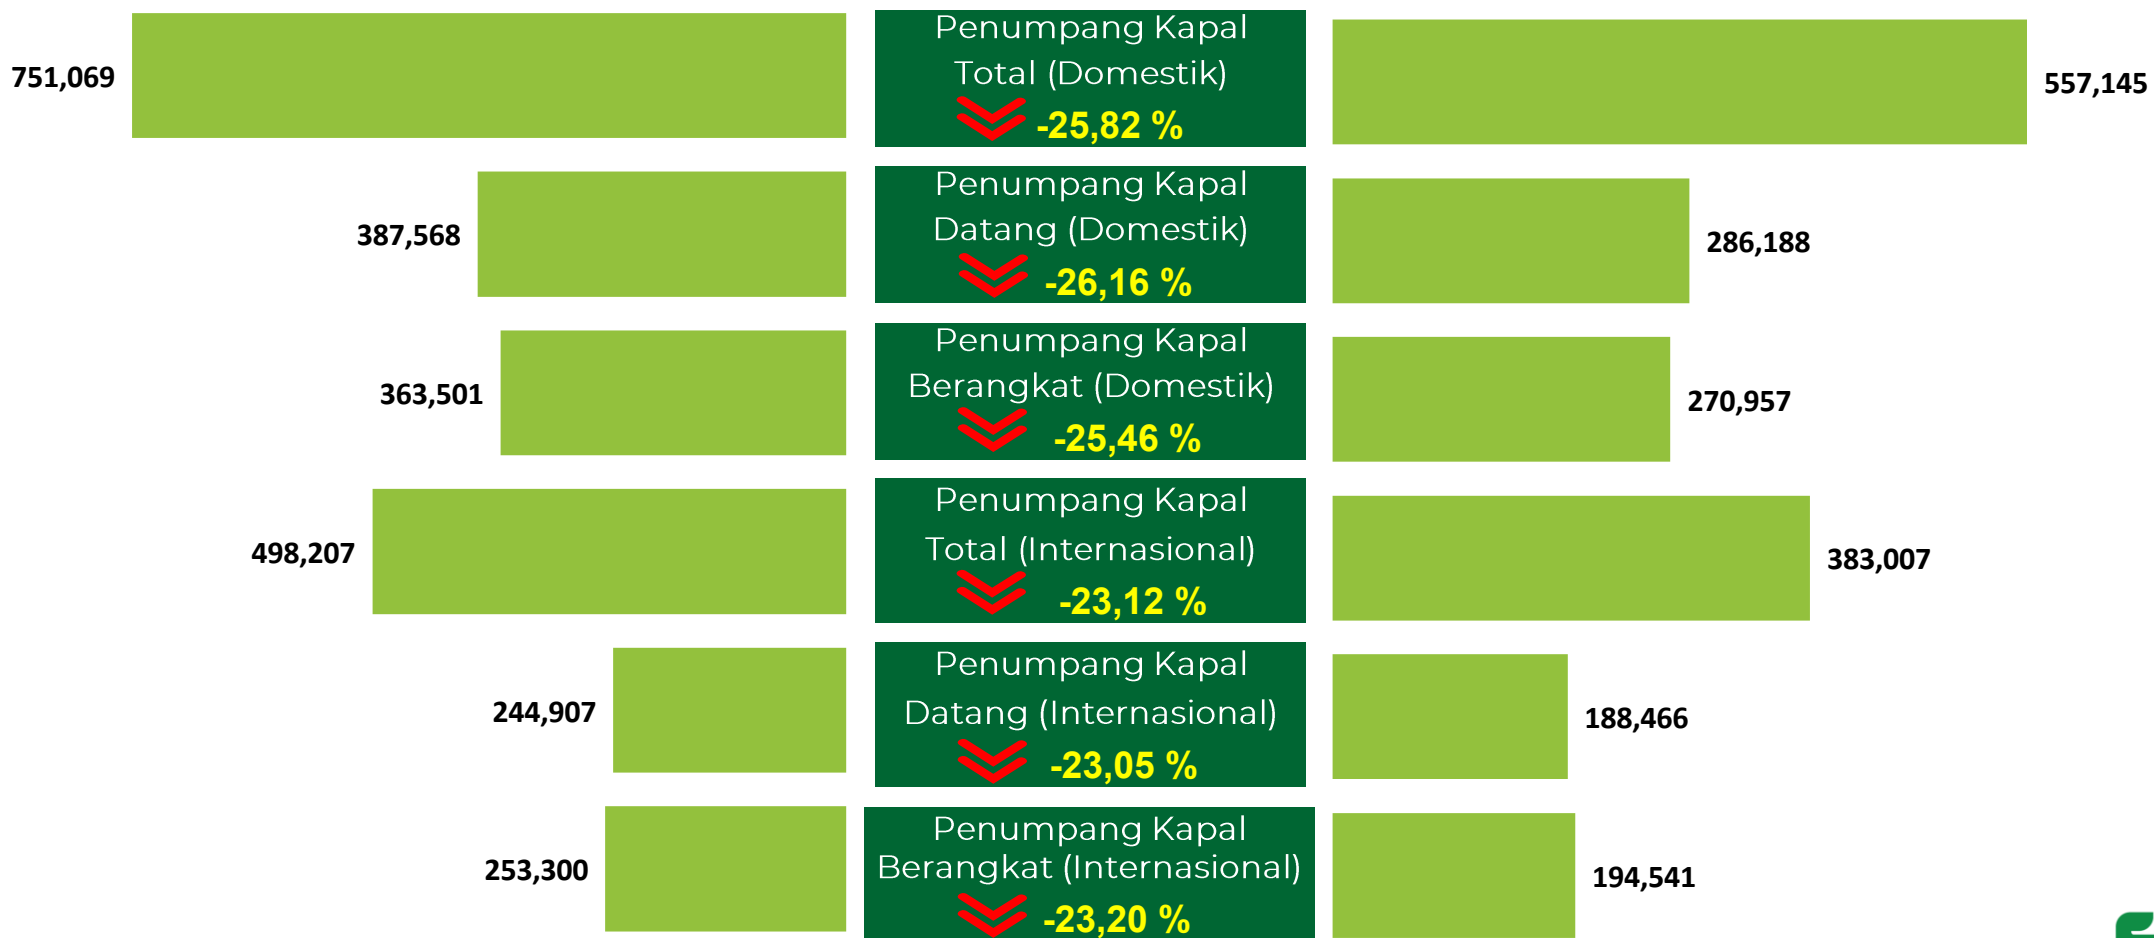 751,069
Penumpang Kapal
Total (Domestik)
-25,82 %
557,145
387,568
Penumpang Kapal
Datang (Domestik)
-26,16 %
286,188
363,501
Penumpang Kapal
Berangkat (Domestik)
-25,46 %
270,957
498,207
Penumpang Kapal
Total (Internasional)
-23,12 %
383,007
244,907
Penumpang Kapal
Datang (Internasional)
-23,05 %
188,466
253,300
Penumpang Kapal
Berangkat (Internasional)
-23,20 %
194,541